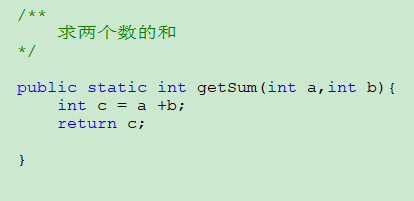 /**
    求两个数的和
*/
public static int getSum(int a,int b){
    int c = a +b;
    return c;
}